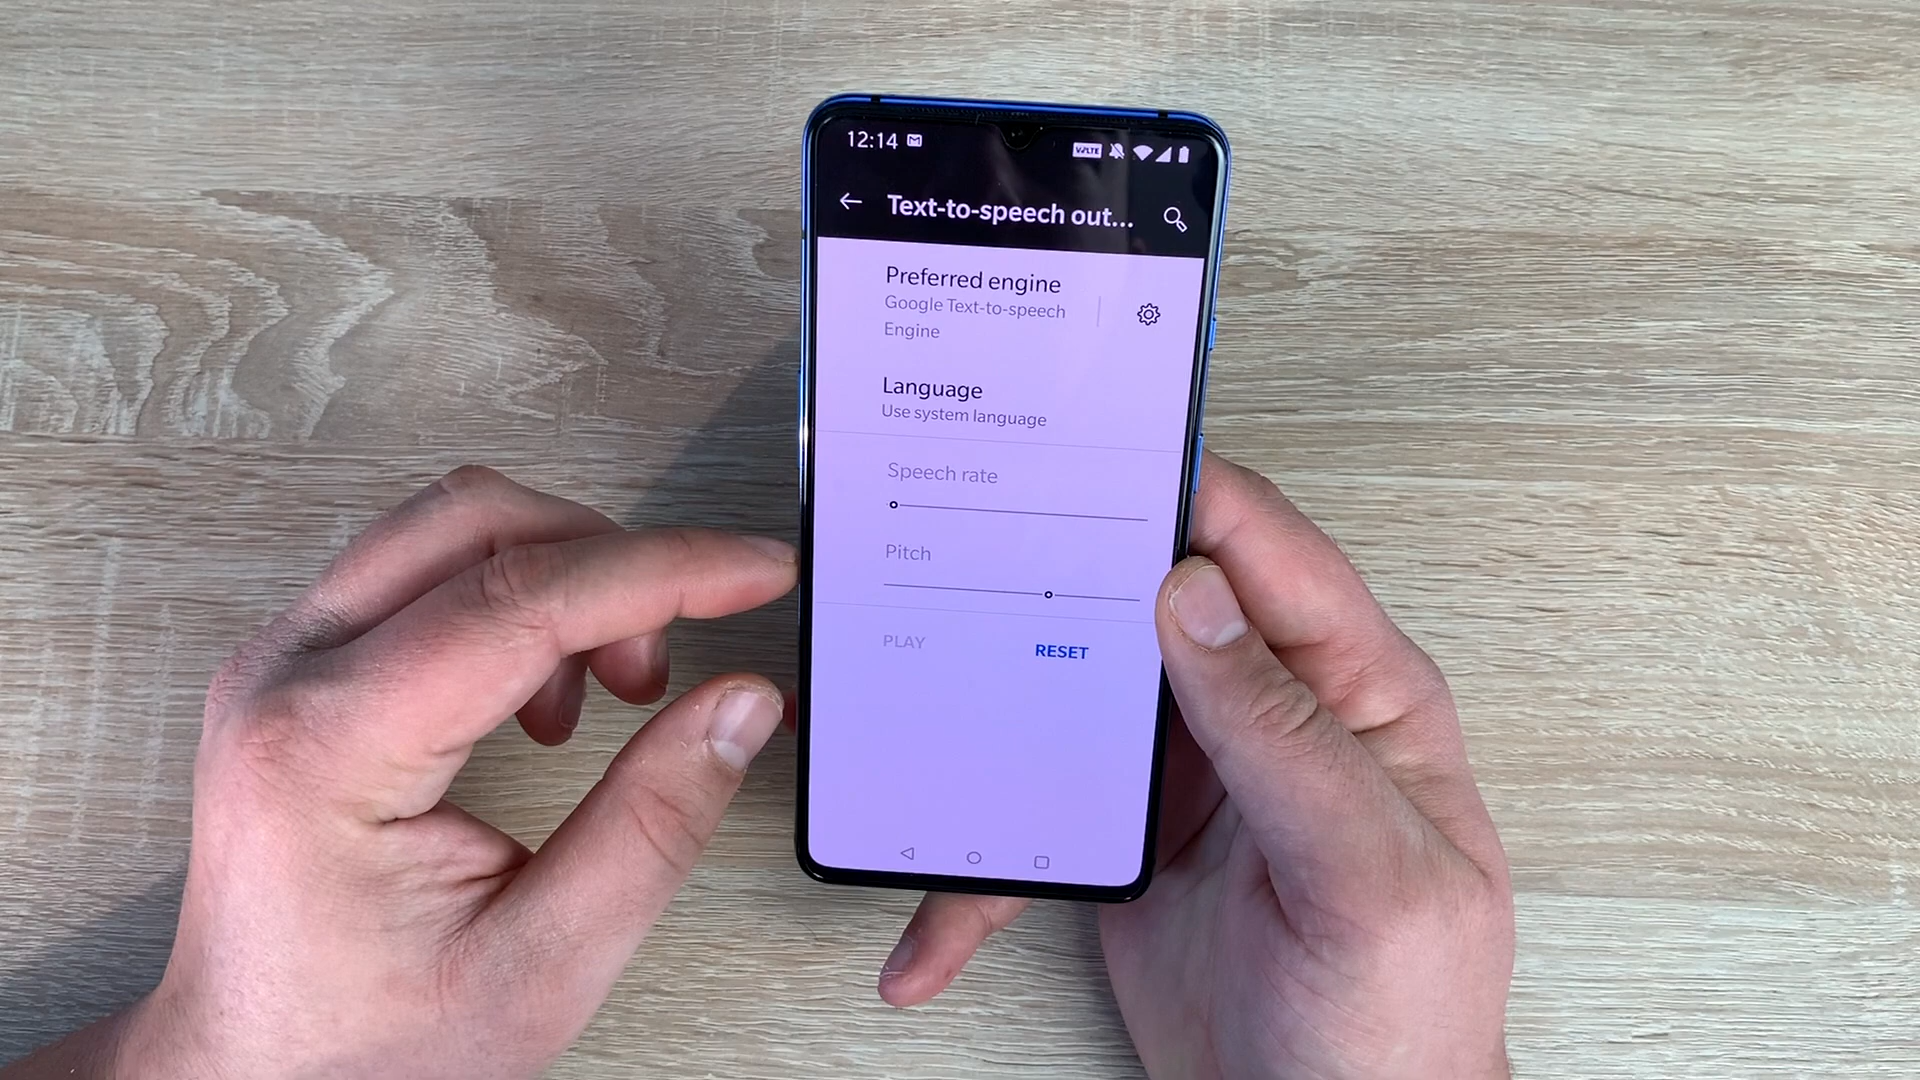 12:14
VoLTE
Text-to-speech out...
Preferred engine
Google Text-to-speech
Engine
Language
Use system language
Speech rate
Pitch
PLAY
RESET